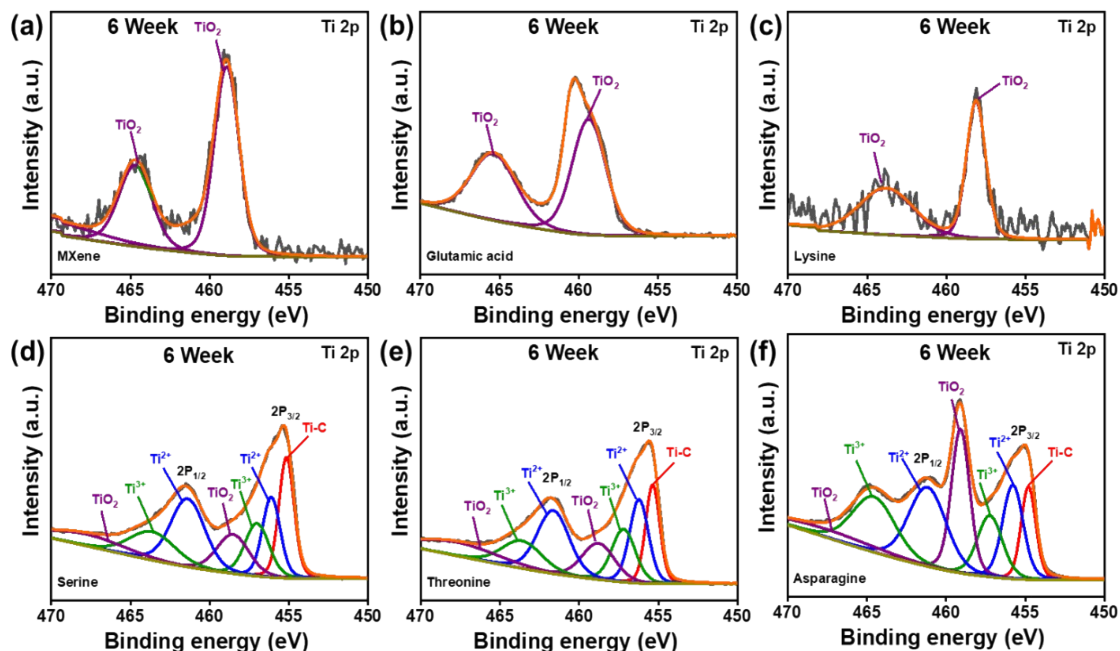 (a)
6 Week
Ti 2p
TiO2
TiO2
MXene
Intensity (a.u.)
470 465 460 455 450
Binding energy (eV)
(b)
6 Week
Ti 2p
TiO2
TiO2
Glutamic acid
Intensity (a.u.)
470 465 460 455 450
Binding energy (eV)
(c)
6 Week
Ti 2p
TiO2
TiO2
Lysine
Intensity (a.u.)
470 465 460 455 450
Binding energy (eV)
(d)
6 Week
Ti 2p
2P3/2
Ti-C
Ti2+
2P1/2
Ti2+
TiO2
Ti3+
TiO2
Ti3+
Serine
Intensity (a.u.)
470 465 460 455 450
Binding energy (eV)
(e)
6 Week
Ti 2p
2P3/2
Ti-C
Ti2+
2P1/2
Ti2+
TiO2
Ti3+
TiO2
Ti3+
Threonine
Intensity (a.u.)
470 465 460 455 450
Binding energy (eV)
(f)
6 Week
Ti 2p
TiO2
2P3/2
Ti3+
Ti2+
2P1/2
Ti2+
Ti-C
Ti3+
TiO2
Asparagine
Intensity (a.u.)
470 465 460 455 450
Binding energy (eV)